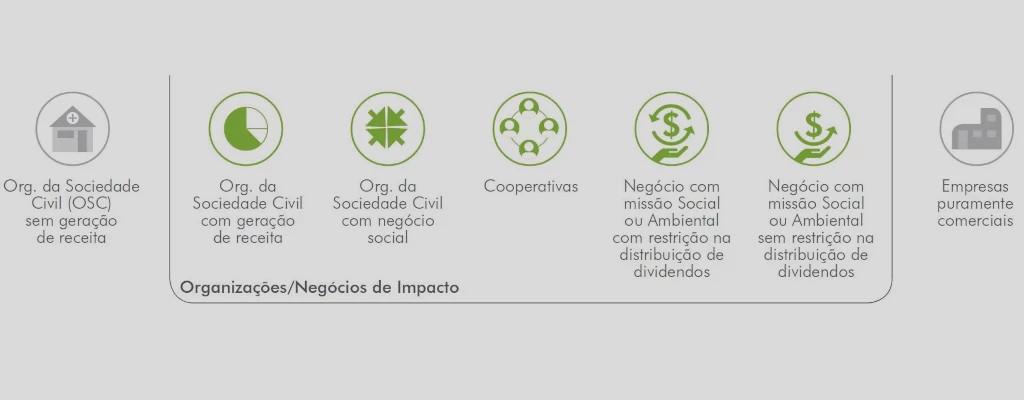 Org. da Sociedade
Civil (OSC)
sem geração
de receita
Org. da
Sociedade Civil
com geração
de receita
Org. da
Sociedade Civil
com negócio
social
Cooperativas
Negócio com
missão Social
ou Ambiental
com restrição na
distribuição de
dividendos
Negócio com
missão Social
ou Ambiental
sem restrição na
distribuição de
dividendos
Empresas
puramente
comerciais
Organizações/Negócios de Impacto